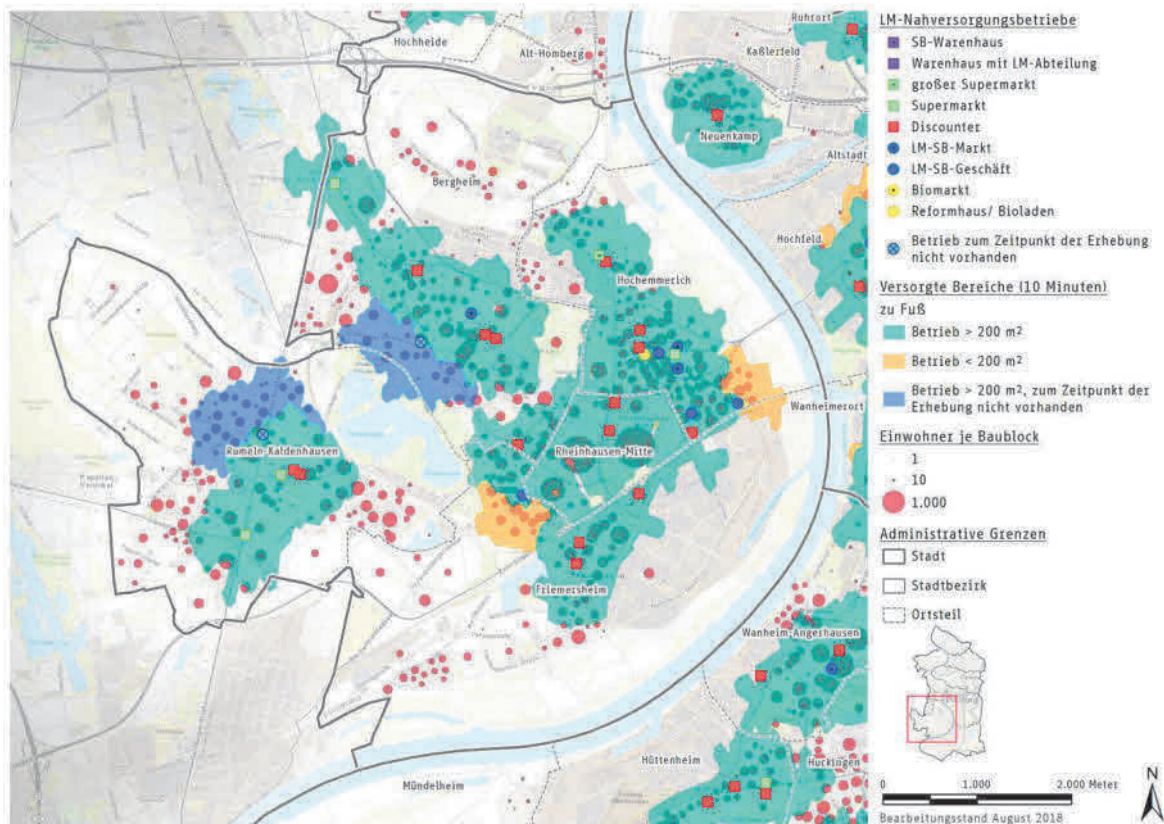 Hochheide
Alt-Homberg
Ruhrort
Kaßlerfeld
Neuenkamp
Altstadt
Bergheim
Hochfeld
Hochemmerich
Wanheimerort
Rumeln-Kaldenhausen
Rheinhausen-Mitte
Friemersheim
Wanheim-Angerhausen
Hüttenheim
Huckingen
Mündelheim
LM-Nahversorgungsbetriebe
SB-Warenhaus
Warenhaus mit LM-Abteilung
großer Supermarkt
Supermarkt
Discounter
LM-SB-Markt
LM-SB-Geschäft
Biomarkt
Reformhaus/ Bioladen
Betrieb zum Zeitpunkt der Erhebung
nicht vorhanden
Versorgte Bereiche (10 Minuten)
zu Fuß
Betrieb > 200 m²
Betrieb < 200 m²
Betrieb > 200 m², zum Zeitpunkt der
Erhebung nicht vorhanden
Einwohner je Baublock
1
10
1.000
Administrative Grenzen
Stadt
Stadtbezirk
Ortsteil
N
0 1.000 2.000 Meter
Bearbeitungsstand August 2018